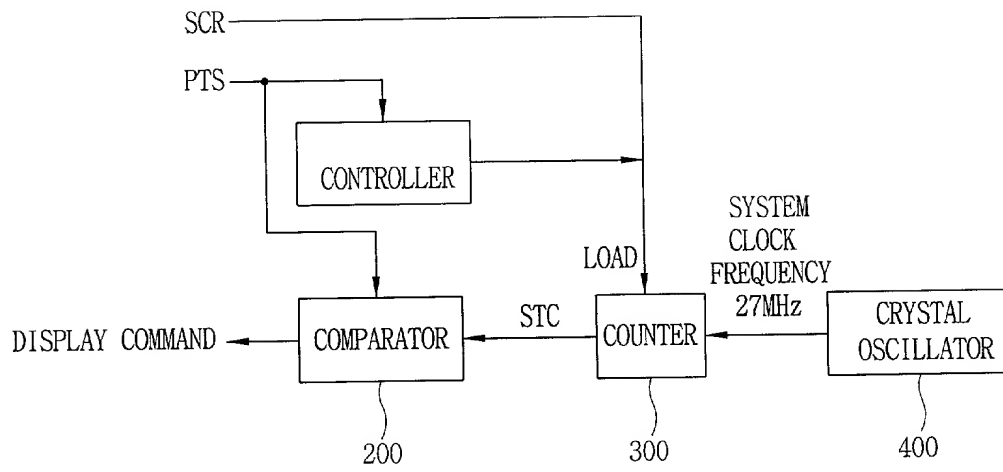 SCR
PTS
CONTROLLER
LOAD
SYSTEM
CLOCK
FREQUENCY
27MHz
DISPLAY COMMAND
COMPARATOR
STC
COUNTER
CRYSTAL
OSCILLATOR
200
300
400